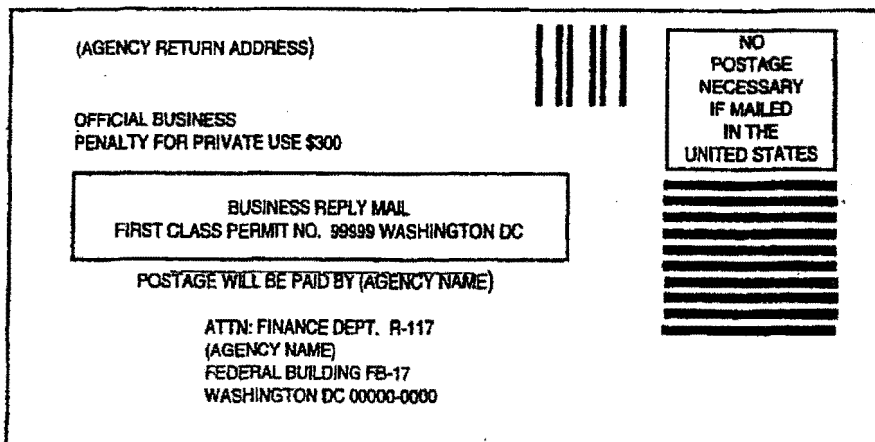 (AGENCY RETURN ADDRESS)
OFFICIAL BUSINESS
PENALTY FOR PRIVATE USE $300
NO
POSTAGE
NECESSARY
IF MAILED
IN THE
UNITED STATES
BUSINESS REPLY MAIL
FIRST CLASS PERMIT NO. 99999 WASHINGTON DC
POSTAGE WILL BE PAID BY (AGENCY NAME)
ATTN: FINANCE DEPT. R-117
(AGENCY NAME)
FEDERAL BUILDING FB-17
WASHINGTON DC 00000-0000